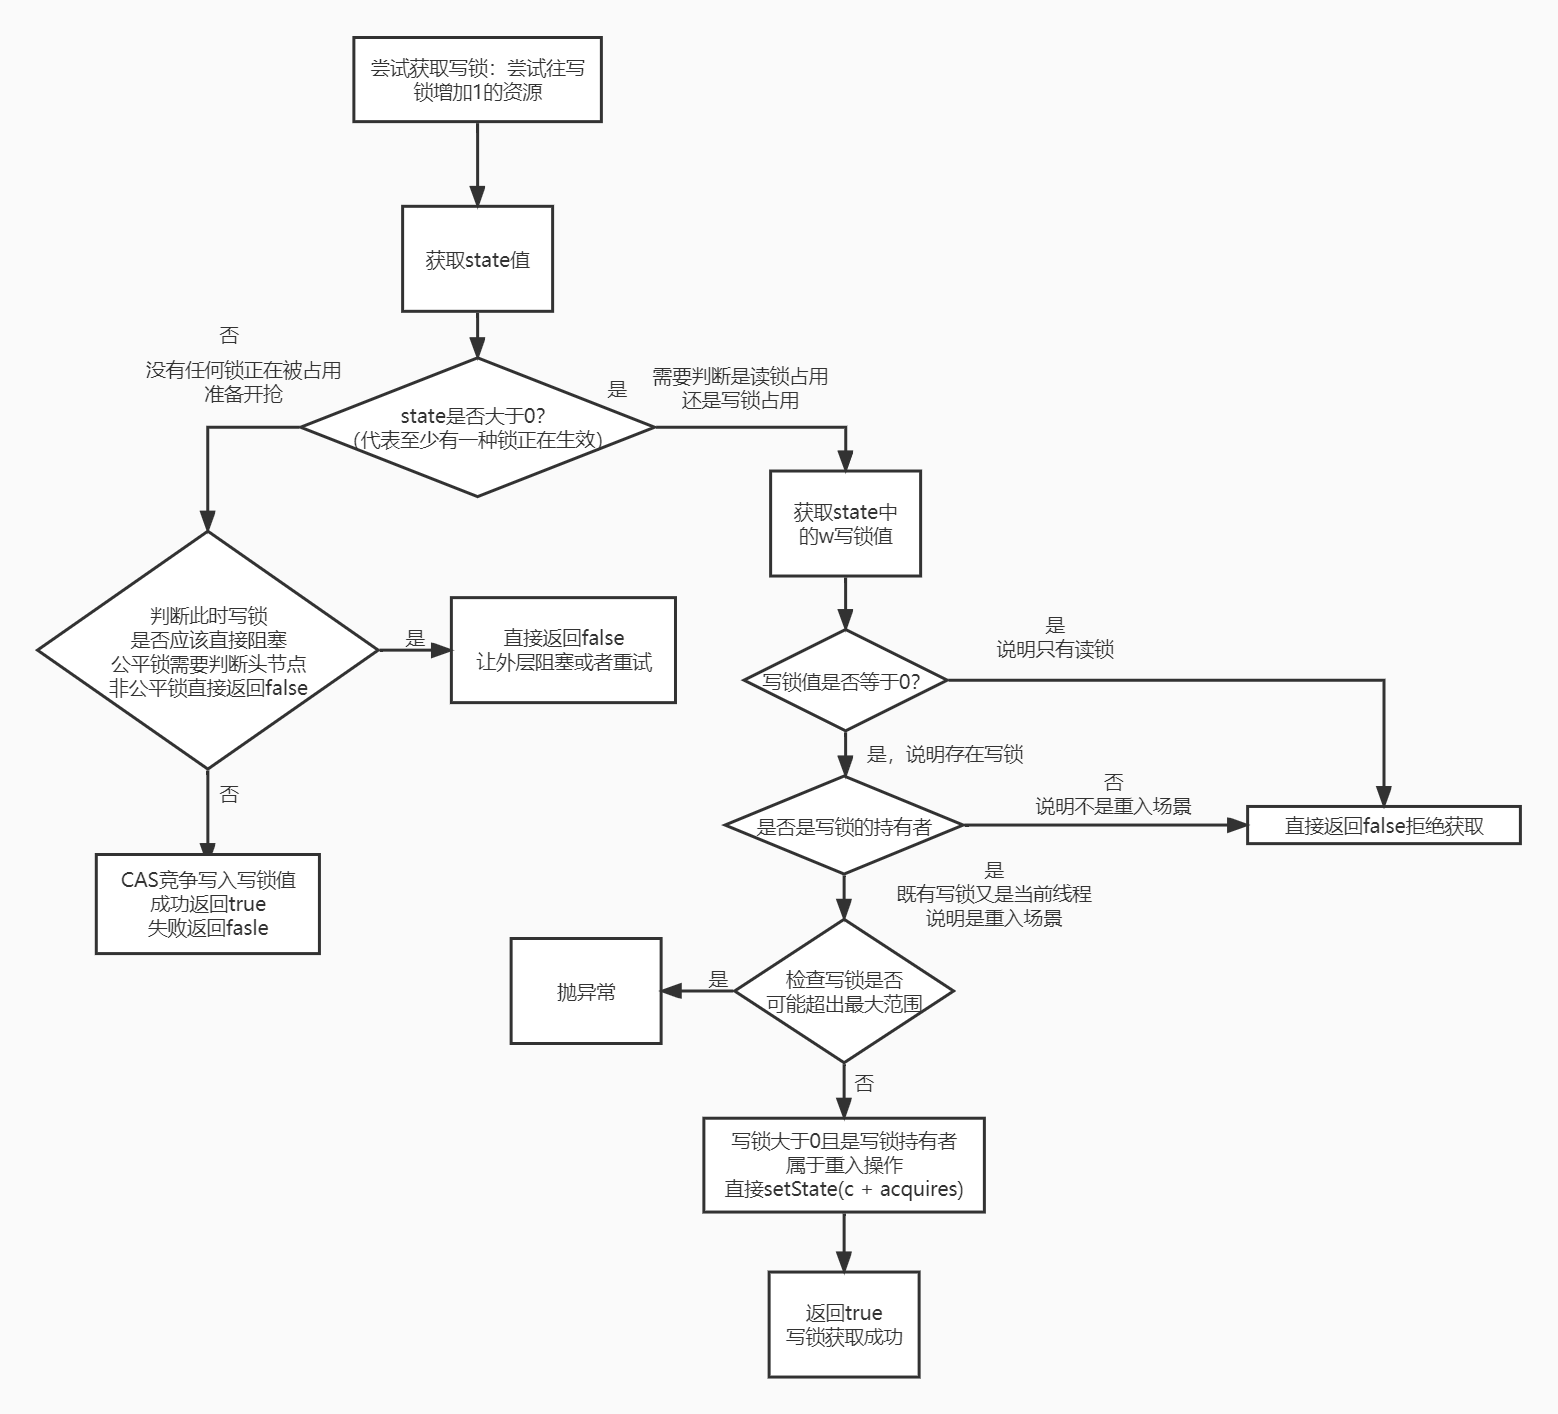 尝试获取写锁：尝试往写
锁增加1的资源
获取state值
否
没有任何锁正在被占用
准备开抢
state是否大于0?
（代表至少有一种锁正在生效）
是
需要判断是读锁占用
还是写锁占用
获取state中
的w写锁值
判断此时写锁
是否应该直接阻塞
公平锁需要判断头节点
非公平锁直接返回false
是
直接返回false
让外层阻塞或者重试
否
CAS竞争写入写锁值
成功返回true
失败返回fasle
写锁值是否等于0?
是
说明只有读锁
是，说明存在写锁
是否是写锁的持有者
否
说明不是重入场景
直接返回false拒绝获取
是
既有写锁又是当前线程
说明是重入场景
检查写锁是否
可能超出最大范围
是
抛异常
否
写锁大于0且是写锁持有者
属于重入操作
直接setState(c + acquires)
返回true
写锁获取成功